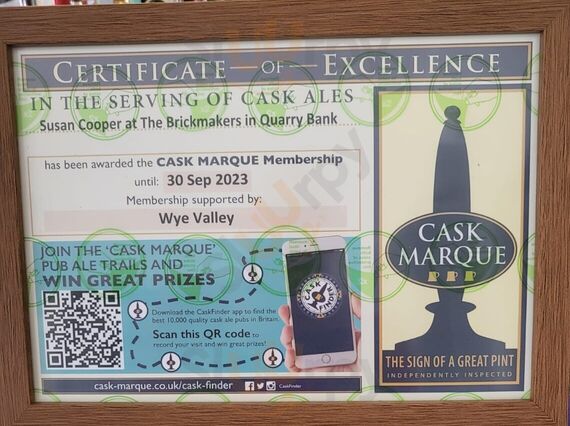 CERTIFICATE — OF — EXCELLENCE
IN THE SERVING OF CASK ALES
Susan Cooper at The Brickmakers in Quarry Bank
has been awarded the CASK MARQUE Membership
until: 30 Sep 2023
Membership supported by:
Wye Valley
JOIN THE 'CASK MARQUE'
PUB ALE TRAILS AND
WIN GREAT PRIZES
Download the CaskFinder app to find the
best 10,000 quality cask ale pubs in Britain.
Scan this QR code to
record your visit and win great prizes!
cask-marque.co.uk/cask-finder
CaskFinder
CASK
MARQUE
CASK
MARQUE
THE SIGN OF A GREAT PINT
INDEPENDENTLY INSPECTED